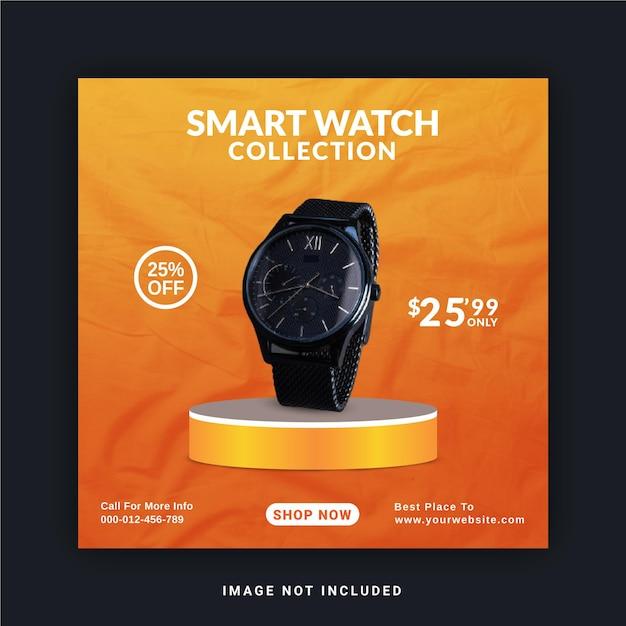 SMART WATCH
COLLECTION
XII
25%
OFF
$25'99
ONLY
Call For More Info
000-012-456-789
SHOP NOW
Best Place To
www.yourwebsite.com
IMAGE NOT INCLUDED